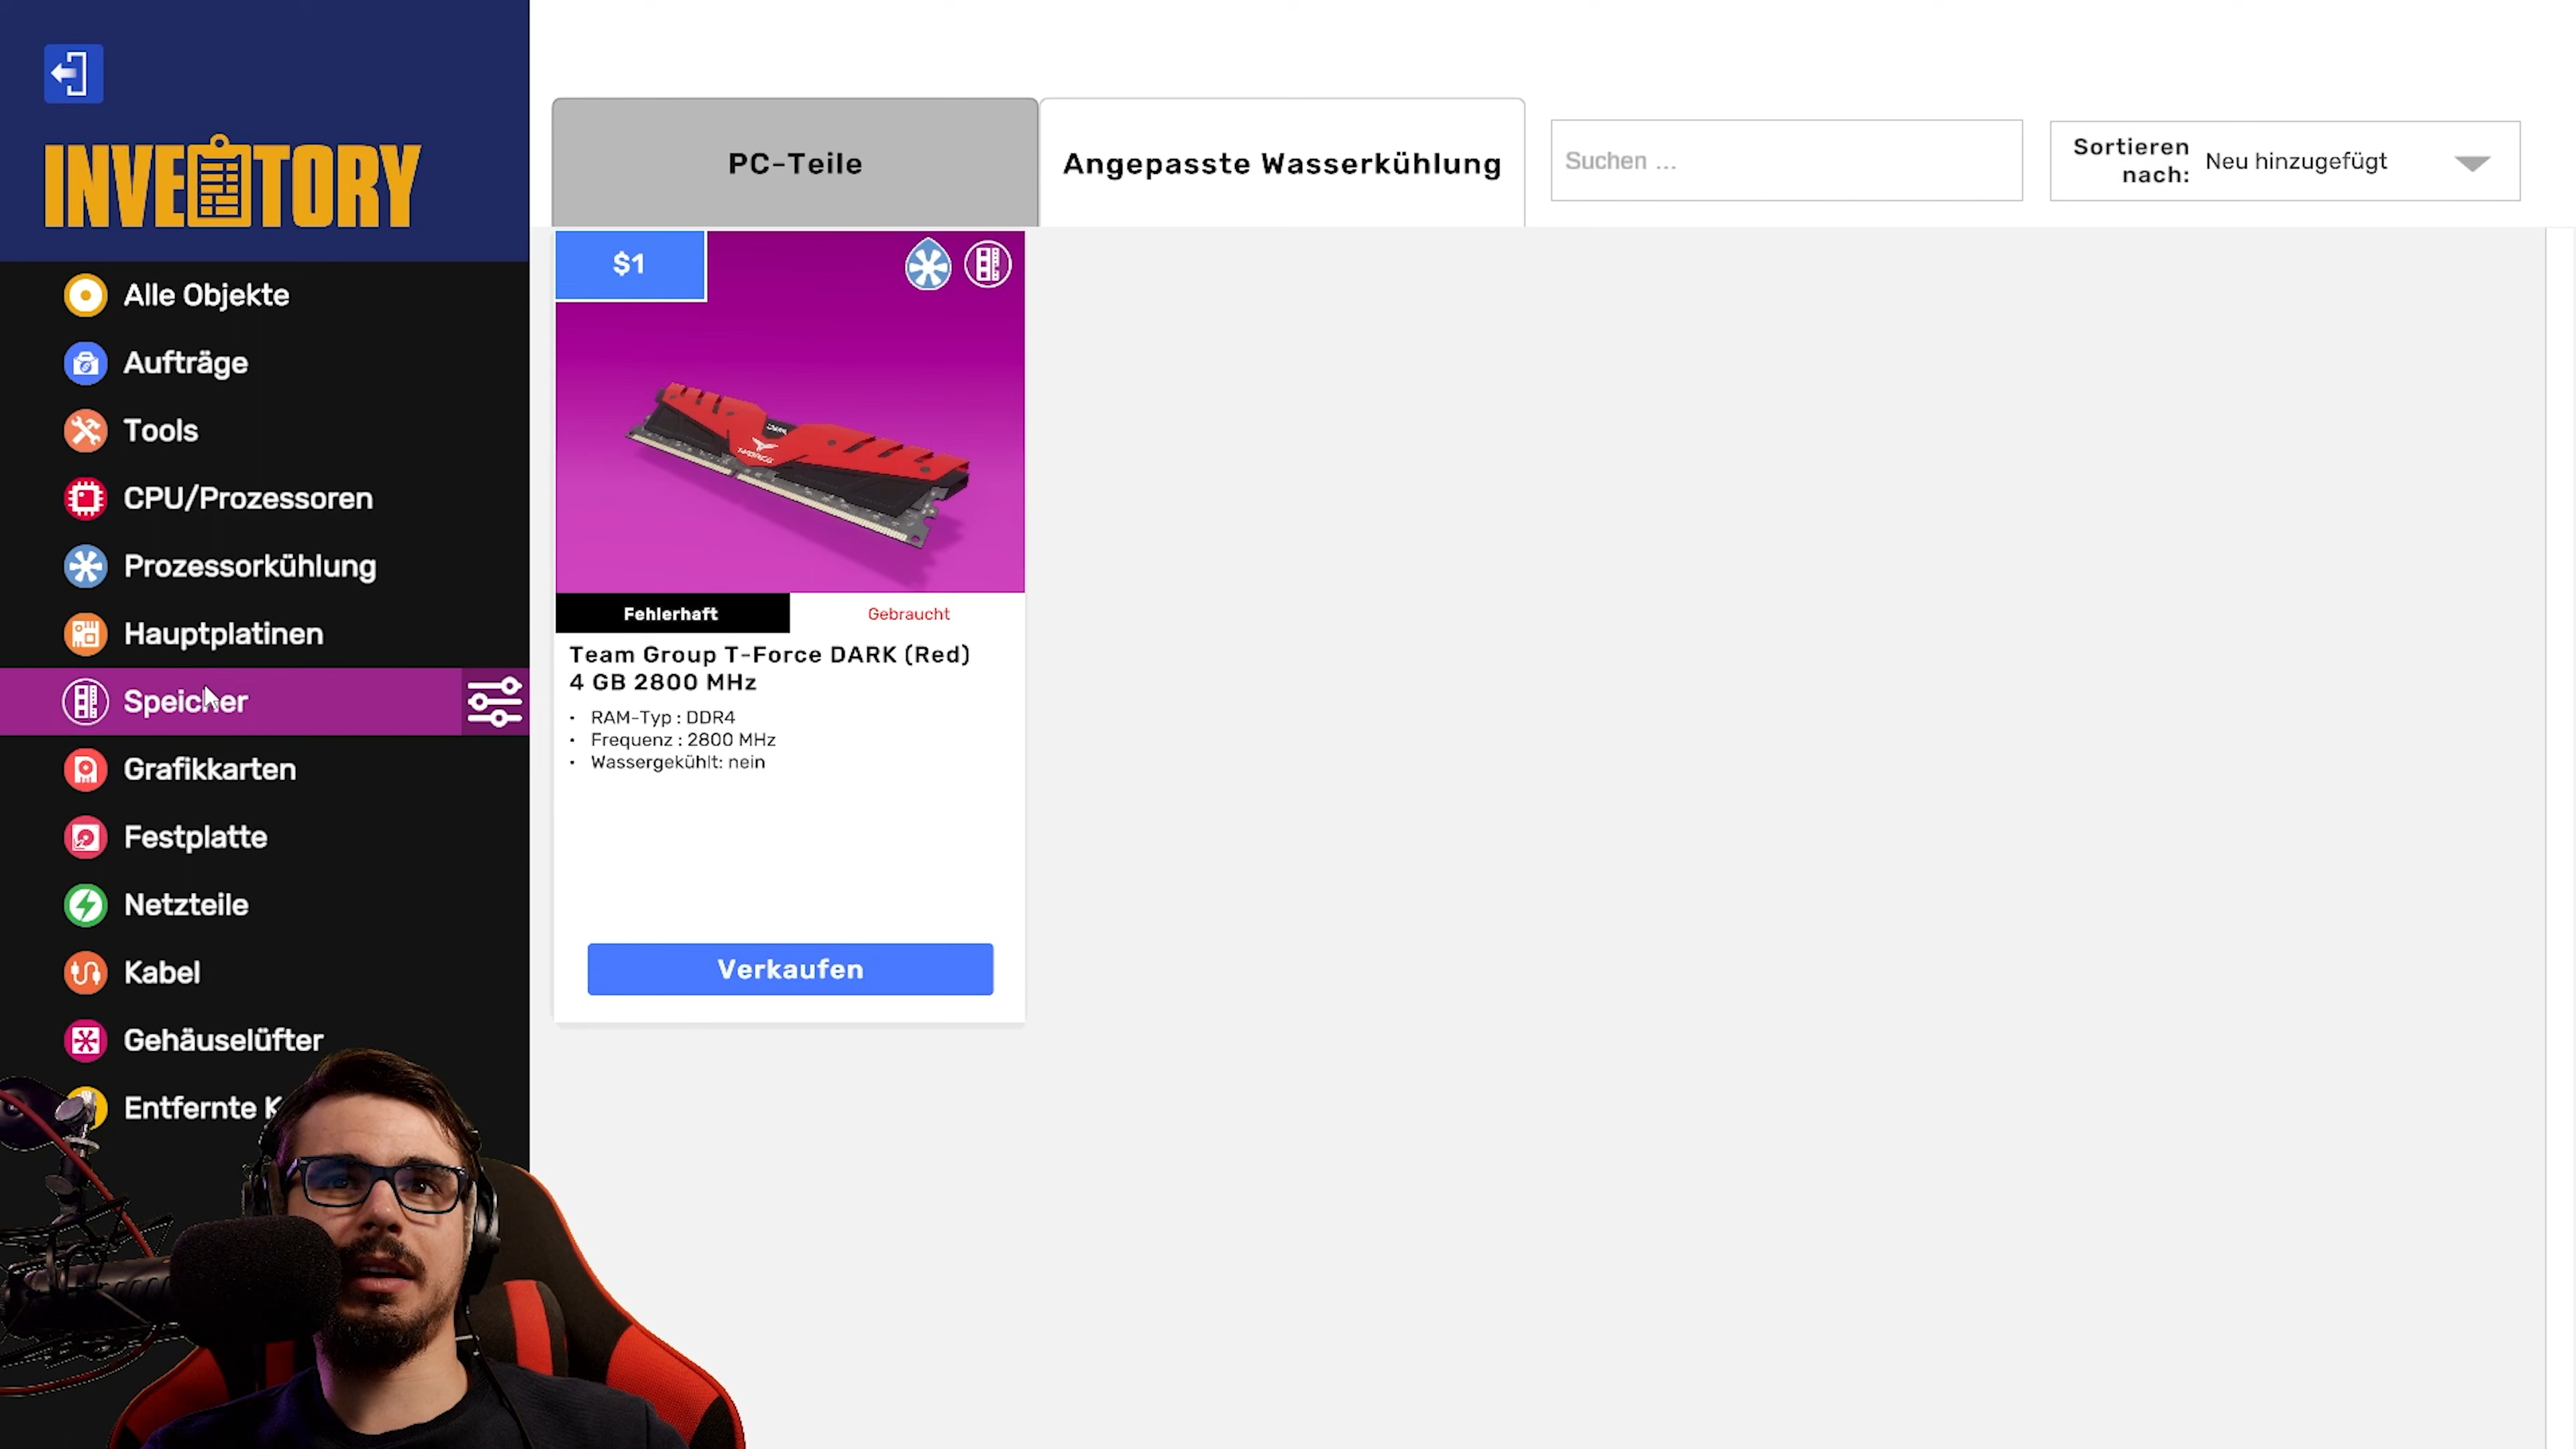 INVENTORY
Alle Objekte
Aufträge
Tools
CPU/Prozessoren
Prozessorkühlung
Hauptplatinen
Speicher
Grafikkarten
Festplatte
Netzteile
Kabel
Gehäuselüfter
Entfernte K
PC-Teile
Angepasste Wasserkühlung
Suchen ...
Sortieren nach: Neu hinzugefügt
$1
Fehlerhaft
Gebraucht
Team Group T-Force DARK (Red)
4 GB 2800 MHz
• RAM-Typ : DDR4
• Frequenz : 2800 MHz
• Wassergekühlt: nein
Verkaufen